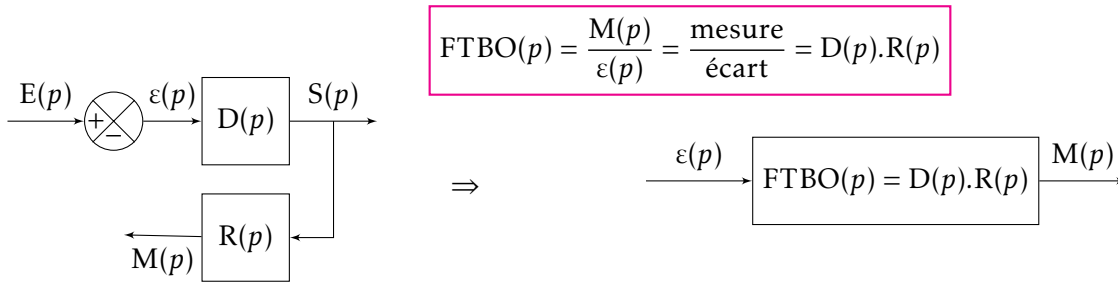 FTBO(p) = M(p)/ε(p) = mesure/écart = D(p).R(p)
E(p)
ε(p)
S(p)
+
−
D(p)
R(p)
M(p)
⇒
ε(p)
FTBO(p) = D(p).R(p)
M(p)